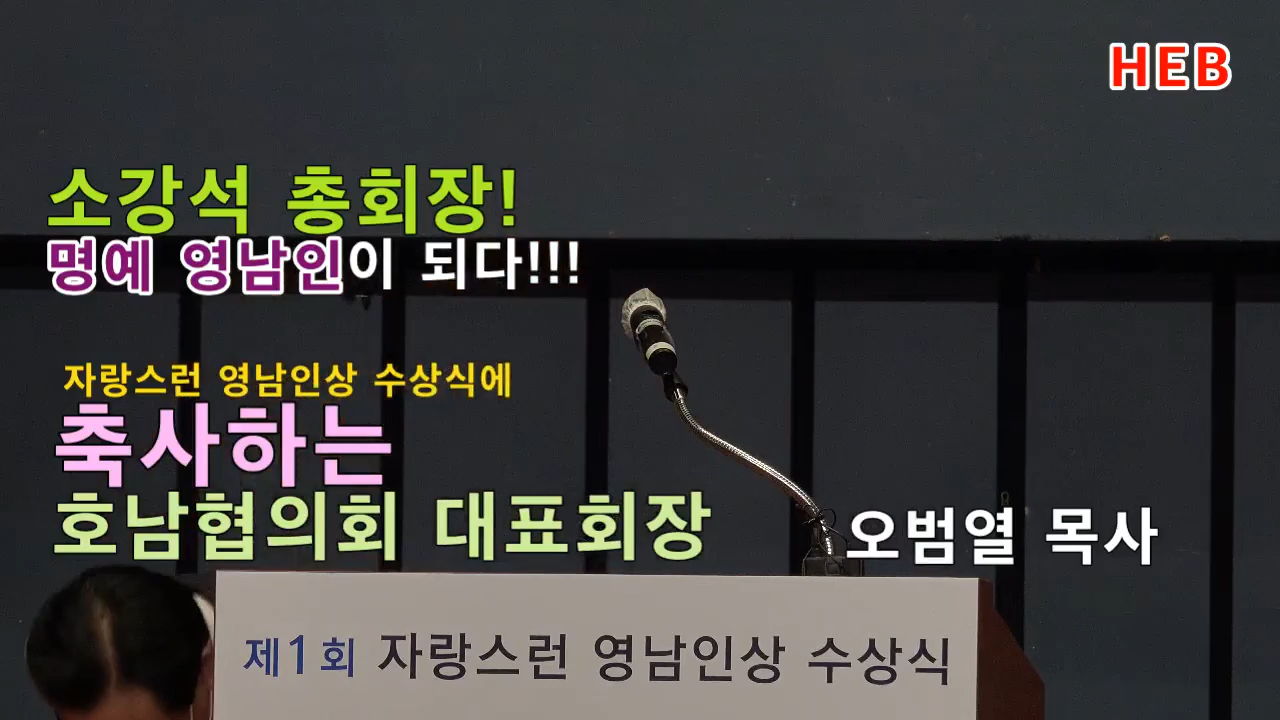 HEB
소강석 총회장!
명예 영남인이 되다!!!
자랑스런 영남인상 수상식에
축사하는
호남협의회 대표회장 오범열 목사
제1회 자랑스런 영남인상 수상식